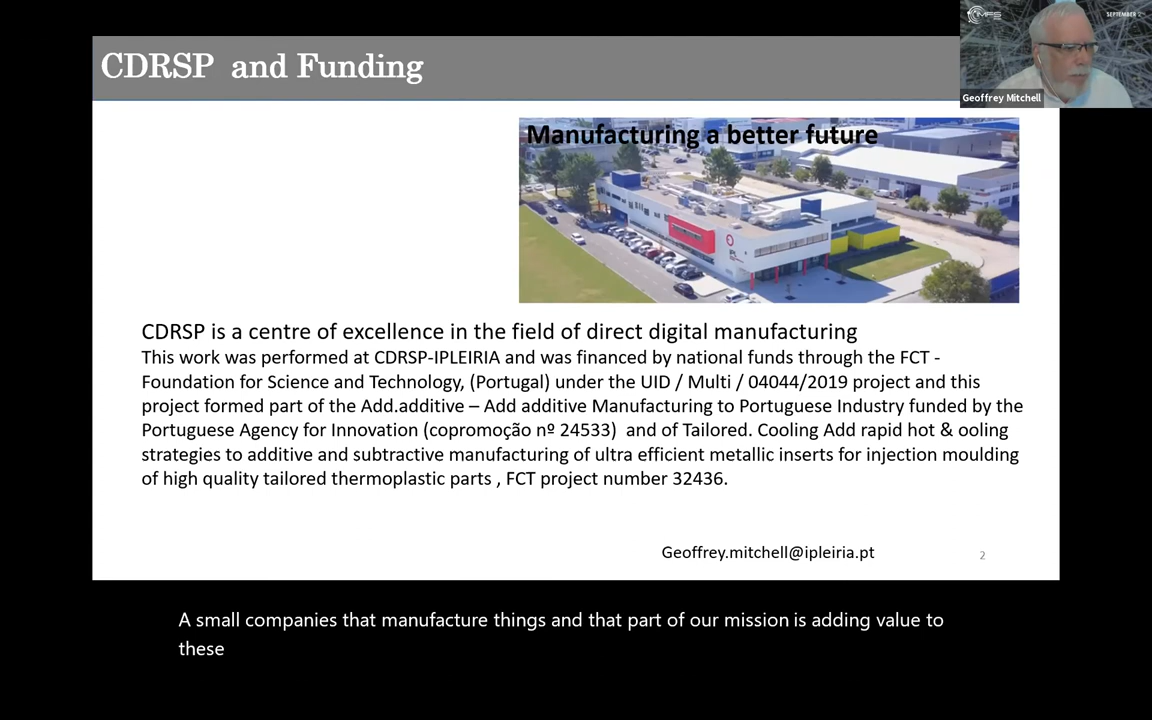 CDRSP and Funding
MFS
SEPTEMBER
Geoffrey Mitchell
Manufacturing a better future
CDRSP is a centre of excellence in the field of direct digital manufacturing
This work was performed at CDRSP-IPLEIRIA and was financed by national funds through the FCT -
Foundation for Science and Technology, (Portugal) under the UID / Multi / 04044/2019 project and this
project formed part of the Add.additive – Add additive Manufacturing to Portuguese Industry funded by the
Portuguese Agency for Innovation (copromoção nº 24533) and of Tailored. Cooling Add rapid hot & ooling
strategies to additive and subtractive manufacturing of ultra efficient metallic inserts for injection moulding
of high quality tailored thermoplastic parts , FCT project number 32436.
Geoffrey.mitchell@ipleiria.pt
2
A small companies that manufacture things and that part of our mission is adding value to
these